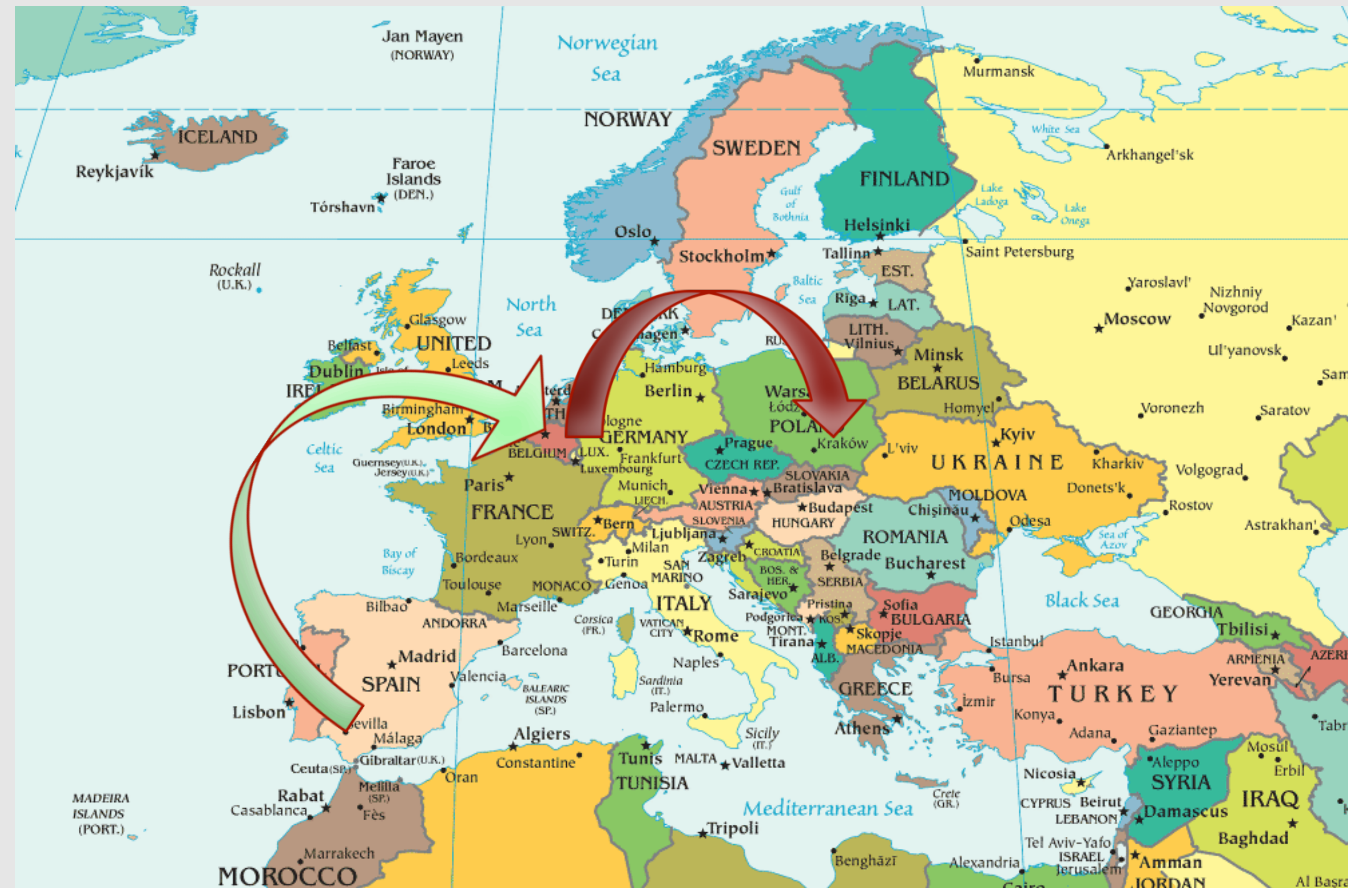 Jan Mayen
(NORWAY)
Norwegian
Sea
Murmansk
NORWAY
White Sea
ICELAND
SWEDEN
Arkhangel'sk
Reykjavík
Faroe
Islands
(DEN.)
FINLAND
Lake
Ladoga
Gulf
of
Bothnia
Lake
Onega
Tórshavn
Oslo
Helsinki
Stockholm
Tallinn
Saint Petersburg
Rockall
(U.K.)
EST.
Baltic
Sea
Yaroslavl'
Nizhniy
Novgorod
North
Sea
Riga
LAT.
Moscow
Kazan'
Glasgow
LITH.
Vilnius
UNITED
Belfast
Minsk
Ul'yanovsk
Dublin
Leeds
Hamburg
BELARUS
Berlin
Birmingham
Łódź
Homyel
Voronezh
Saratov
London
GERMANY
Kraków
Kyiv
Celtic
Sea
BELGIUM
LUX.
Frankfurt
Prague
L'viv
UKRAINE
Kharkiv
Guernsey (U.K.)
Jersey (U.K.)
Luxembourg
CZECH REP.
SLOVAKIA
Volgograd
Paris
Munich
Vienna
Bratislava
Donets'k
LIECH.
AUSTRIA
MOLDOVA
Rostov
FRANCE
SWITZ.
Bern
SLOVENIA
Budapest
HUNGARY
Chișinău
Odesa
Astrakhan'
Lyon
Ljubljana
ROMANIA
Sea of
Azov
Bay of
Biscay
Bordeaux
Milan
Turin
Zagreb
CROATIA
Belgrade
Bucharest
Toulouse
MONACO
Genoa
SAN
MARINO
BOS. &
HER.
SERBIA
Bilbao
Marseille
ITALY
Sarajevo
Pristina
Sofia
Black Sea
GEORGIA
ANDORRA
Corsica
(FR.)
VATICAN
CITY
Podgorica
MONT.
KOS.
BULGARIA
Tbilisi
Rome
Skopje
Barcelona
Tirana
MACEDONIA
Istanbul
Madrid
Naples
ALB.
ARMENIA
Yerevan
Ankara
Bursa
SPAIN
Valencia
Sardinia
(IT.)
GREECE
TURKEY
BALEARIC
ISLANDS
(SP.)
İzmir
Lisbon
Palermo
Konya
Sevilla
Athens
Adana
Gaziantep
Málaga
Algiers
Sicily
(IT.)
Gibraltar (U.K.)
Constantine
Tunis
MALTA
Valletta
Aleppo
Mosul
Ceuta (SP.)
Oran
Nicosia
Erbil
TUNISIA
SYRIA
Rabat
Melilla
(SP.)
Crete
(GR.)
CYPRUS
Beirut
LEBANON
MADEIRA
ISLANDS
(PORT.)
Casablanca
Fès
Mediterranean Sea
Damascus
IRAQ
Tripoli
Baghdad
Tel Aviv-Yafo
ISRAEL
Marrakech
Benghāzī
Alexandria
Jerusalem
Amman
MOROCCO
JORDAN